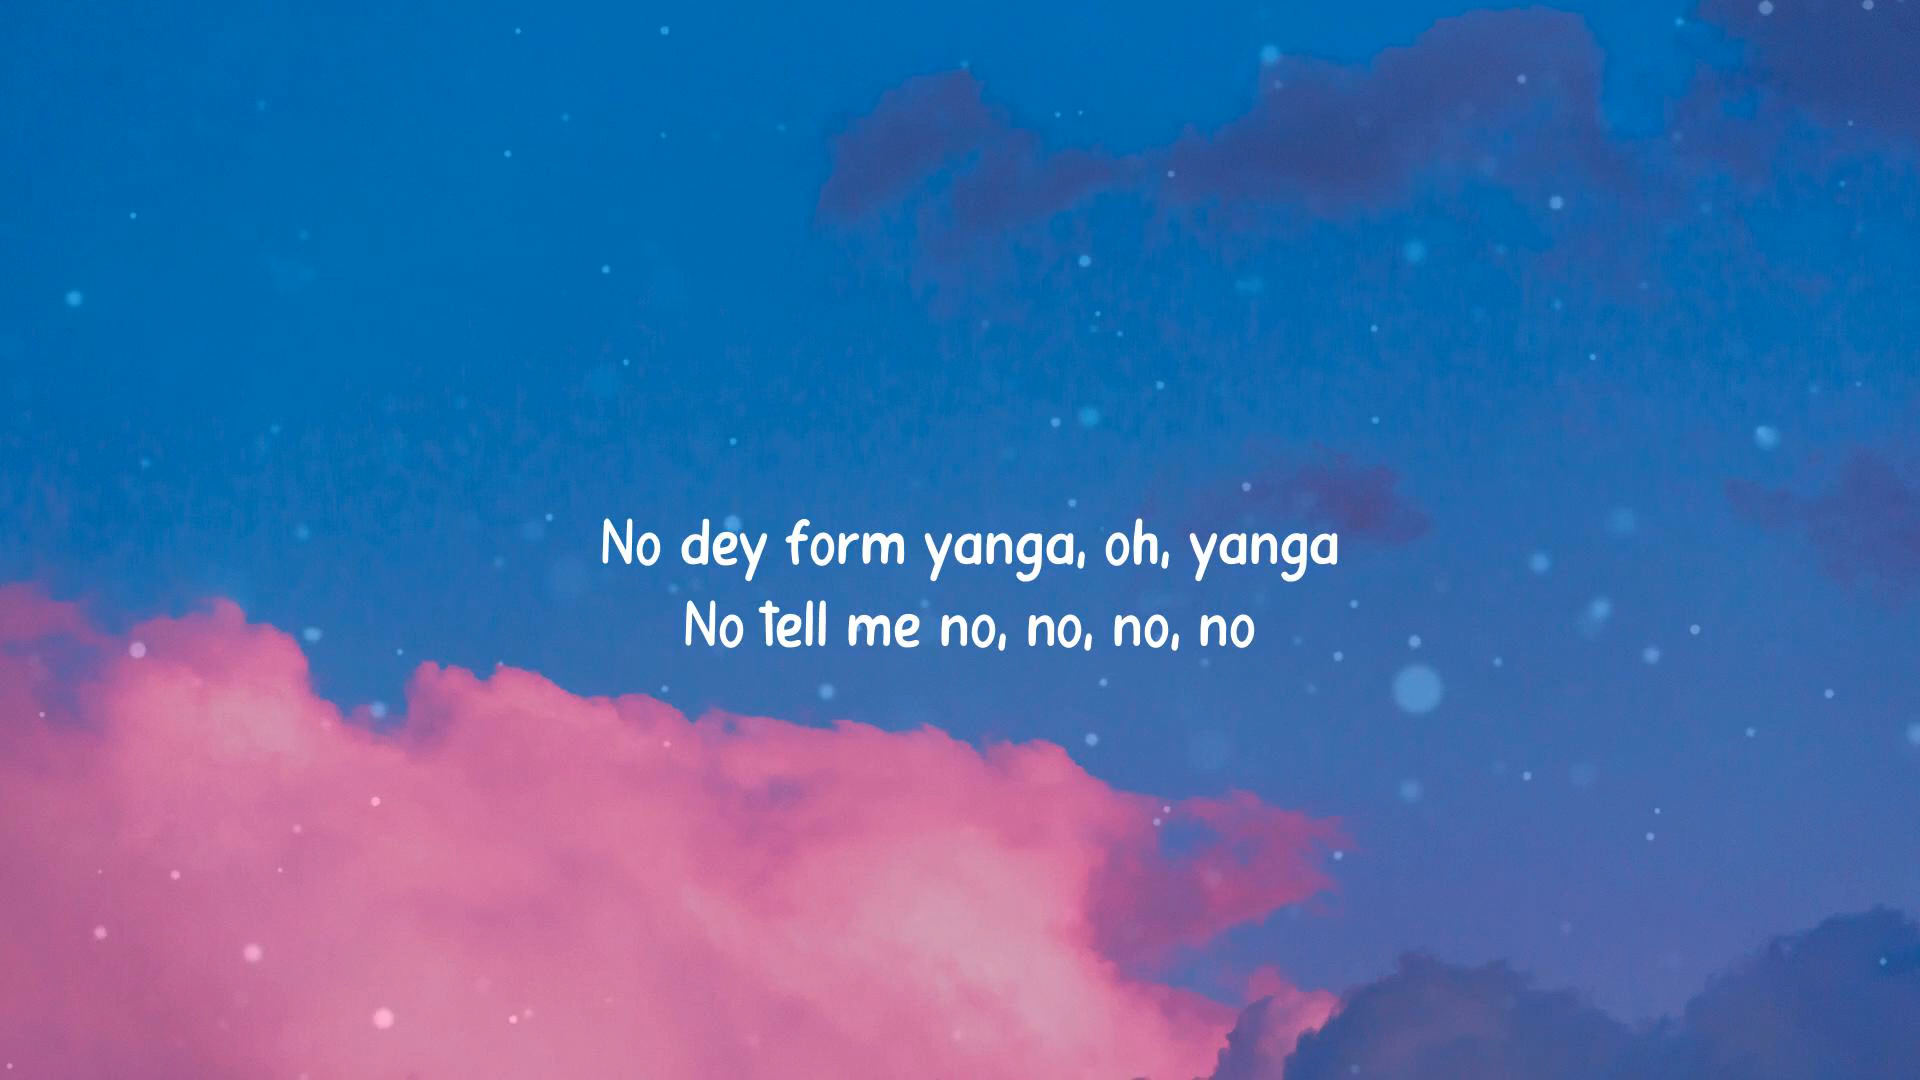 No dey form yanga, oh, yanga
No tell me no, no, no, no